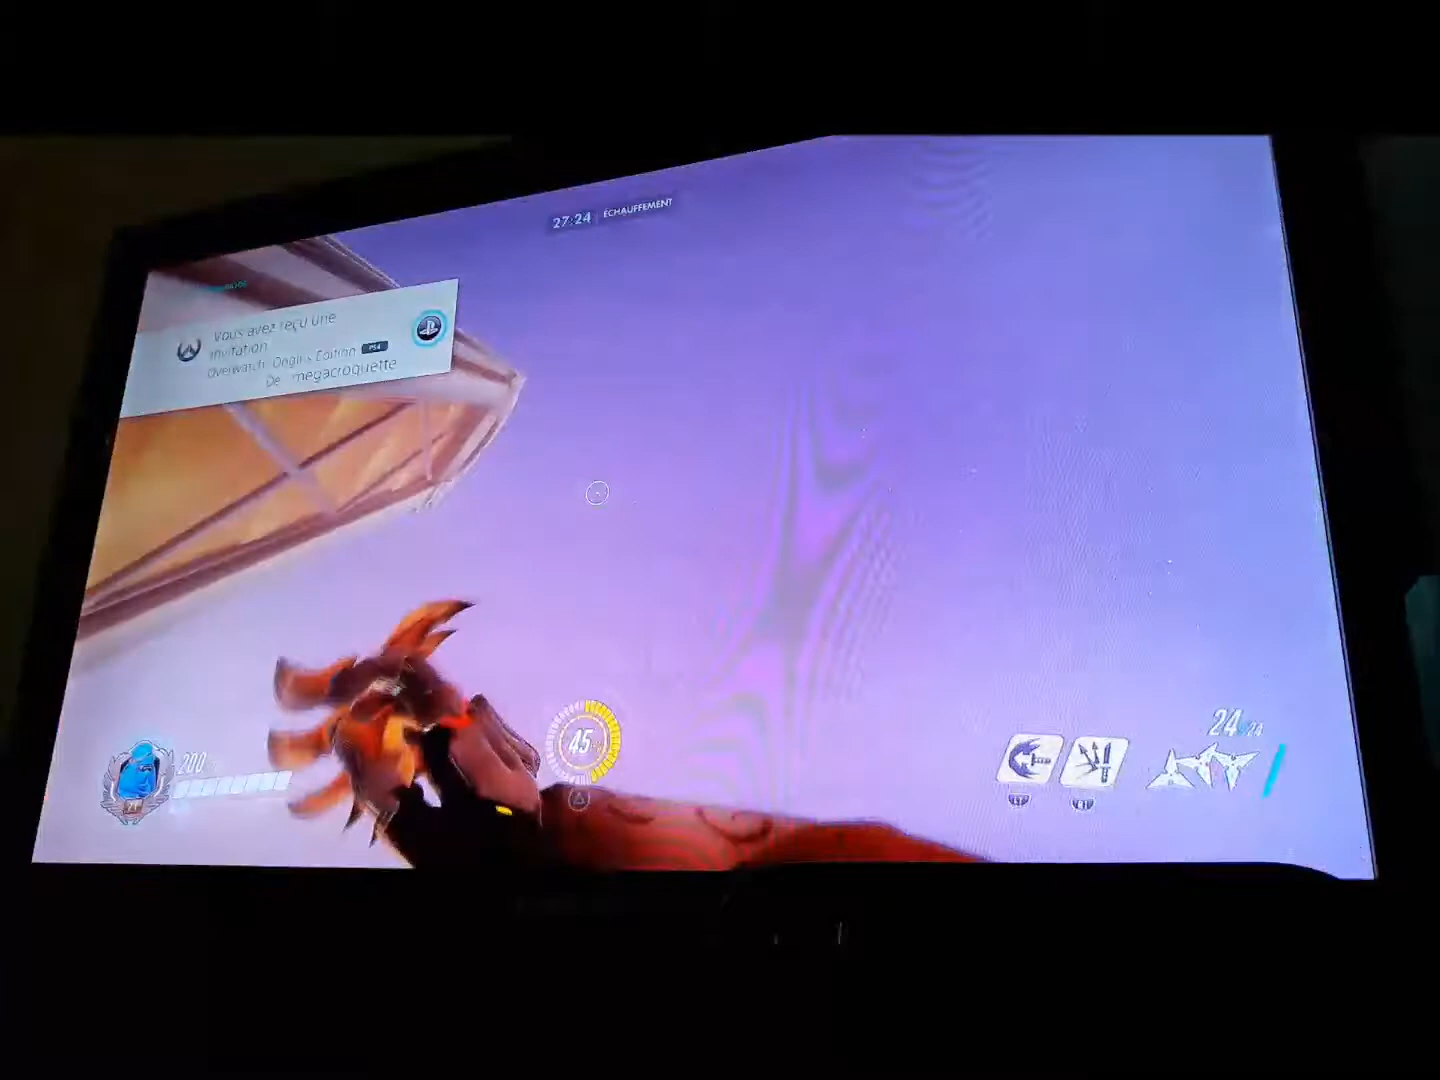 27:24 ÉCHAUFFEMENT
Vous avez reçu une
invitation
Overwatch: Origins Edition PS4
De megacroquette
200
45
24/24